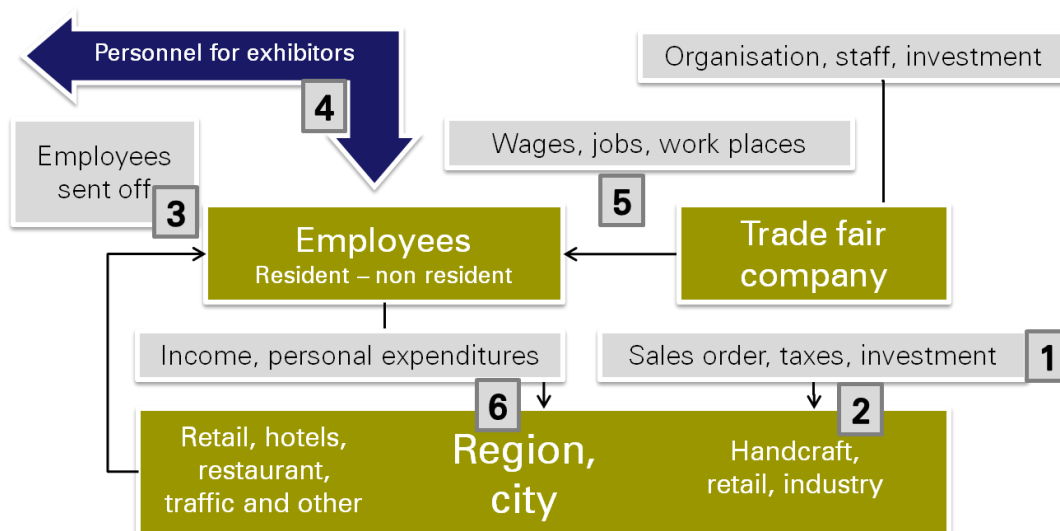 Personnel for exhibitors
4
Organisation, staff, investment
Employees
sent off
3
Wages, jobs, work places
5
Employees
Resident – non resident
Trade fair
company
Income, personal expenditures
6
Sales order, taxes, investment
1
2
Retail, hotels,
restaurant,
traffic and other
Region,
city
Handcraft,
retail, industry